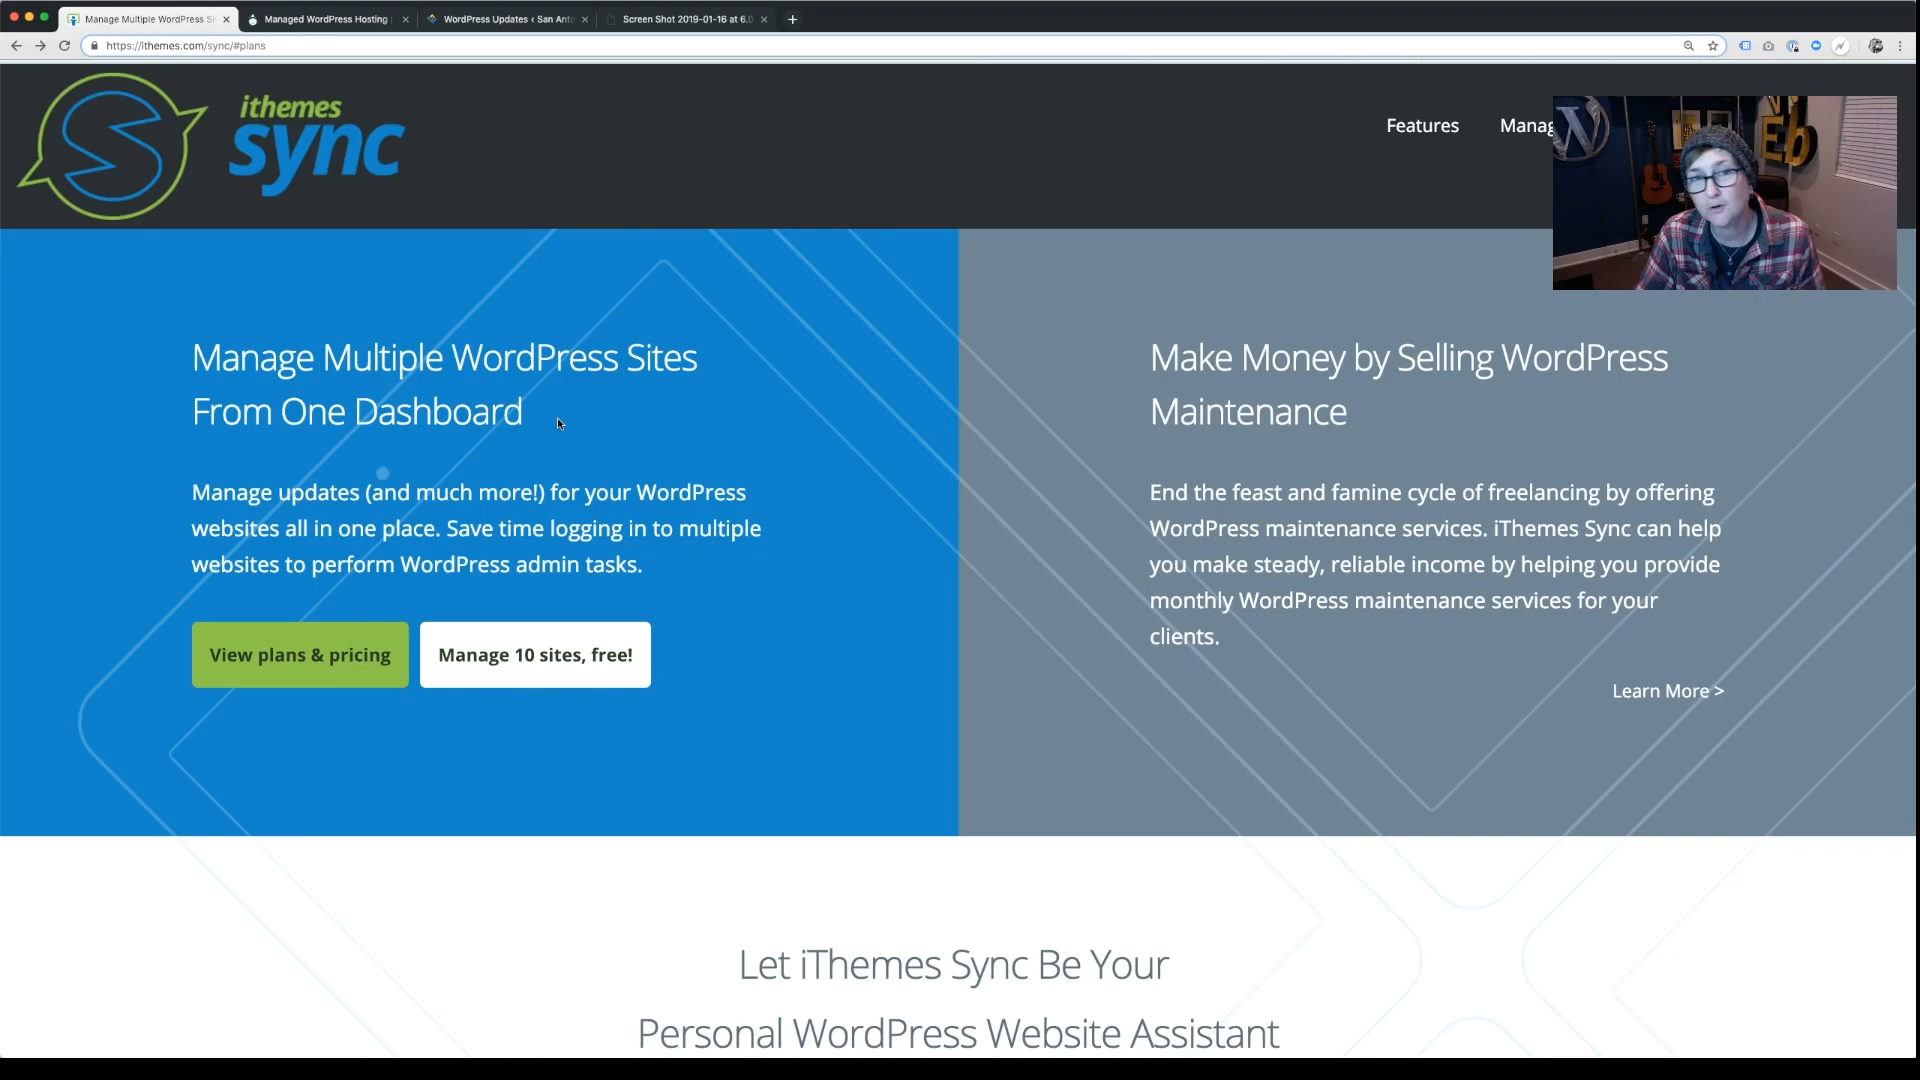 Manage Multiple WordPress Si
Managed WordPress Hosting
WordPress Updates ‹ San Anto
Screen Shot 2019-01-16 at 6.0
https://ithemes.com/sync/#plans
ithemes
sync
Features
Manag
Eb
Manage Multiple WordPress Sites
From One Dashboard
Manage updates (and much more!) for your WordPress
websites all in one place. Save time logging in to multiple
websites to perform WordPress admin tasks.
View plans & pricing
Manage 10 sites, free!
Make Money by Selling WordPress
Maintenance
End the feast and famine cycle of freelancing by offering
WordPress maintenance services. iThemes Sync can help
you make steady, reliable income by helping you provide
monthly WordPress maintenance services for your
clients.
Learn More >
Let iThemes Sync Be Your
Personal WordPress Website Assistant